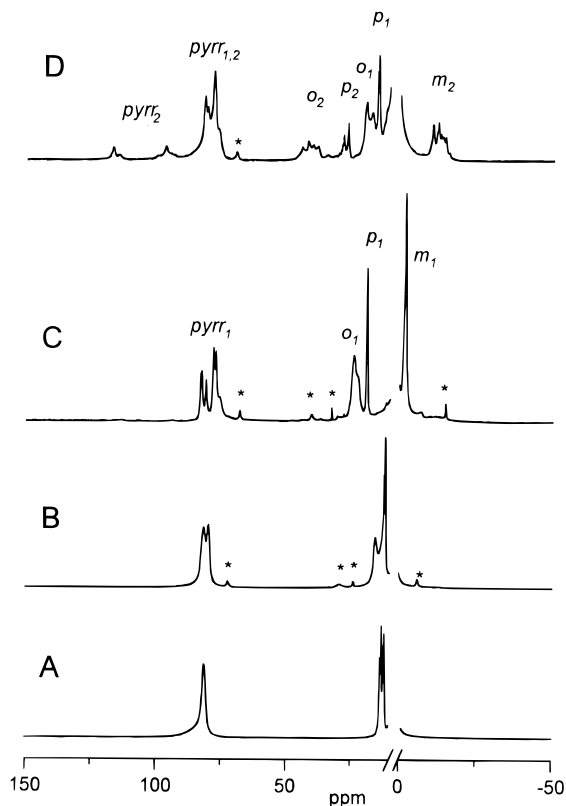 p₁
D pyrr₁,₂
pyrr₂ o₂ p₂ o₁ m₂
*
p₁
m₁
C pyrr₁ o₁
* * * *
B
* * * *
A
150 100 50 0 -50
ppm